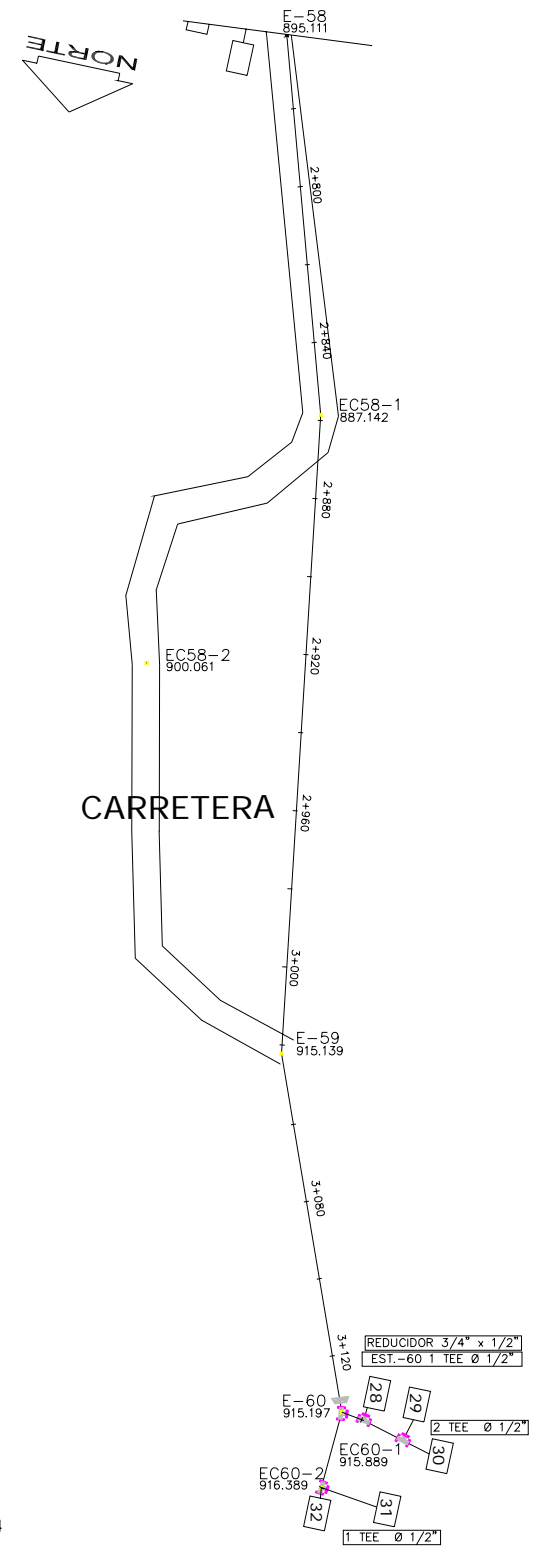 E-58
895.111
NORTE
2+800
2+840
EC58-1
887.142
2+880
EC58-2
900.061
2+920
CARRETERA
2+960
3+000
E-59
915.139
3+080
3+120
REDUCIDOR 3/4" x 1/2"
EST.-60 1 TEE Ø 1/2"
E-60
915.197
28
29
2 TEE Ø 1/2"
EC60-1
915.889
30
EC60-2
916.389
32
31
1 TEE Ø 1/2"